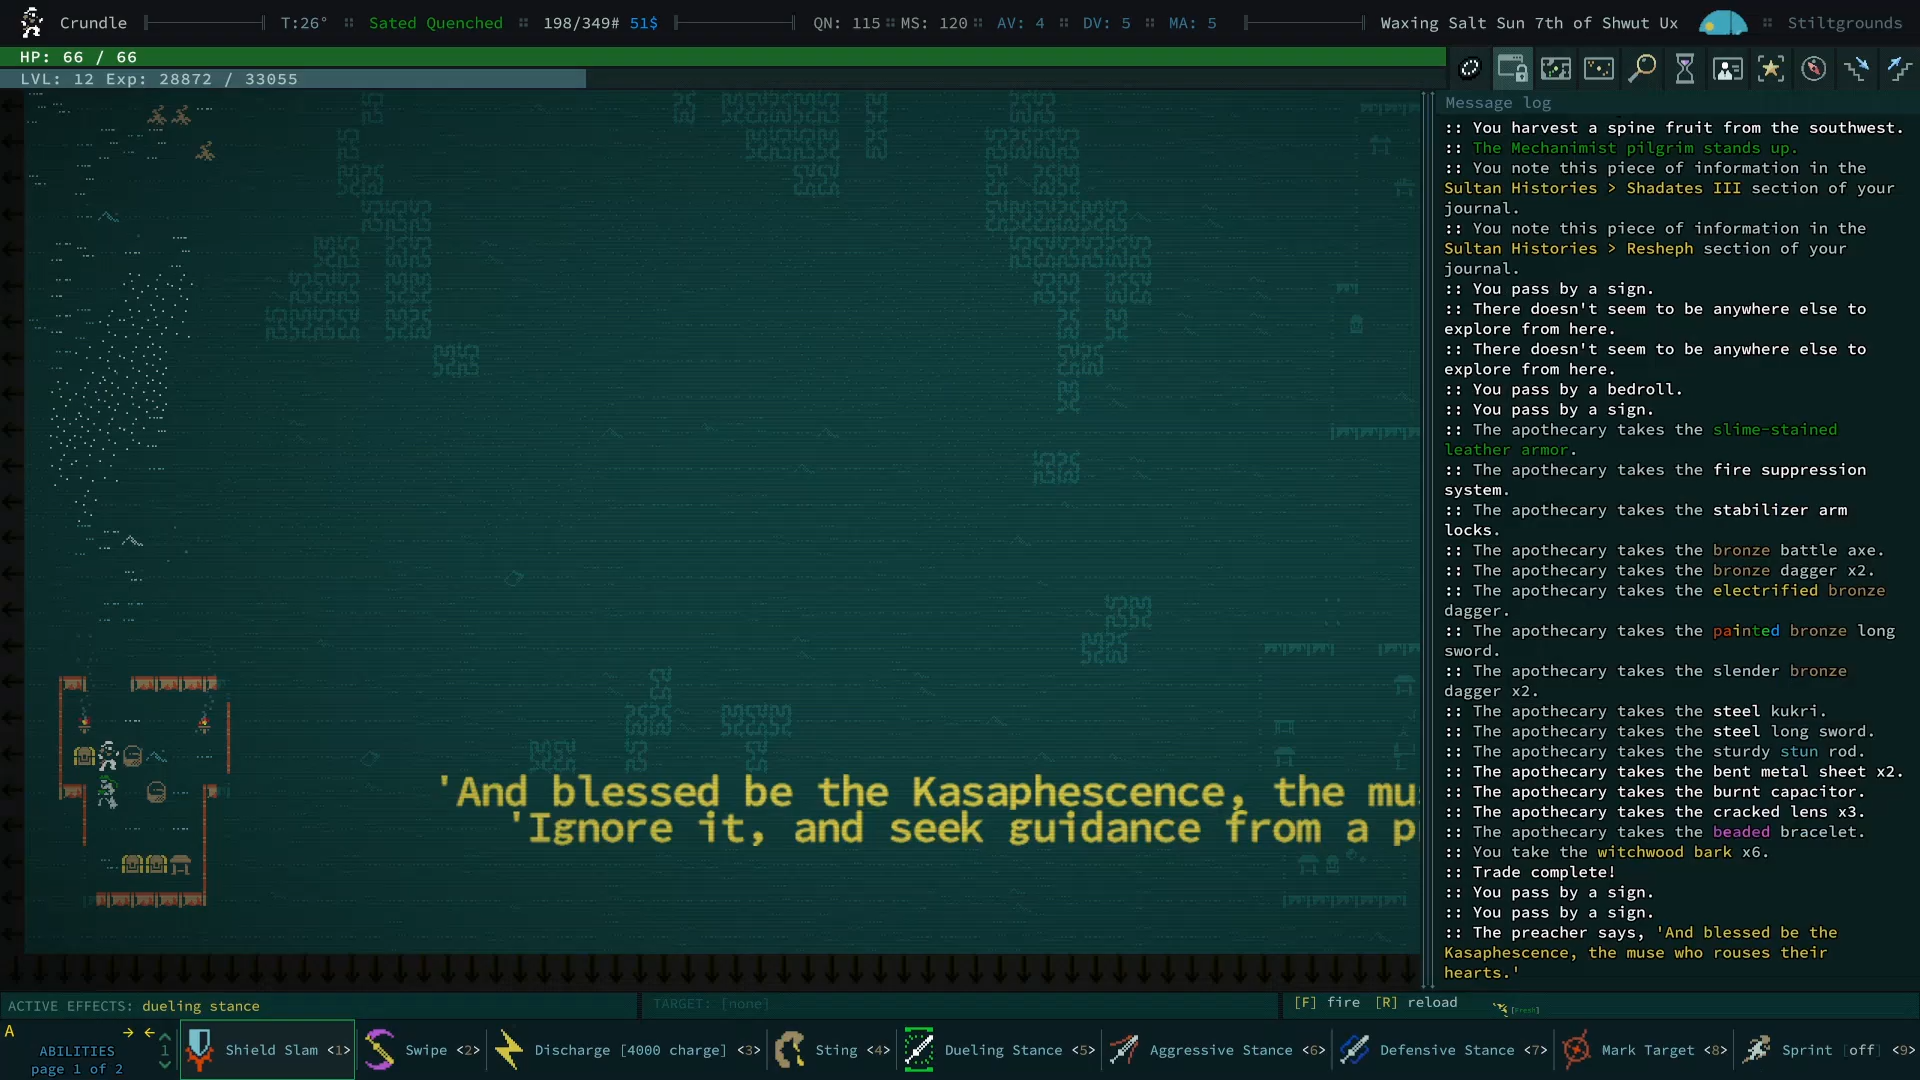 Crundle T:26° Sated Quenched 198/349# 51$ QN: 115 MS: 120 AV: 4 DV: 5 MA: 5 Waxing Salt Sun 7th of Shwut Ux Stiltgrounds
HP: 66 / 66
LVL: 12 Exp: 28872 / 33055
'And blessed be the Kasaphescence, the mu
'Ignore it, and seek guidance from a p
Message log
:: You harvest a spine fruit from the southwest.
:: The Mechanimist pilgrim stands up.
:: You note this piece of information in the
Sultan Histories > Shadates III section of your
journal.
:: You note this piece of information in the
Sultan Histories > Resheph section of your
journal.
:: You pass by a sign.
:: There doesn't seem to be anywhere else to
explore from here.
:: There doesn't seem to be anywhere else to
explore from here.
:: You pass by a bedroll.
:: You pass by a sign.
:: The apothecary takes the slime-stained
leather armor.
:: The apothecary takes the fire suppression
system.
:: The apothecary takes the stabilizer arm
locks.
:: The apothecary takes the bronze battle axe.
:: The apothecary takes the bronze dagger x2.
:: The apothecary takes the electrified bronze
dagger.
:: The apothecary takes the painted bronze long
sword.
:: The apothecary takes the slender bronze
dagger x2.
:: The apothecary takes the steel kukri.
:: The apothecary takes the steel long sword.
:: The apothecary takes the sturdy stun rod.
:: The apothecary takes the bent metal sheet x2.
:: The apothecary takes the burnt capacitor.
:: The apothecary takes the cracked lens x3.
:: The apothecary takes the beaded bracelet.
:: You take the witchwood bark x6.
:: Trade complete!
:: You pass by a sign.
:: You pass by a sign.
:: The preacher says, 'And blessed be the
Kasaphescence, the muse who rouses their
hearts.'
ACTIVE EFFECTS: dueling stance TARGET: [none] [F] fire [R] reload [Fresh]
A
ABILITIES
page 1 of 2
1
Shield Slam <1> Swipe <2> Discharge [4000 charge] <3> Sting <4> Dueling Stance <5> Aggressive Stance <6> Defensive Stance <7> Mark Target <8> Sprint [off] <9>